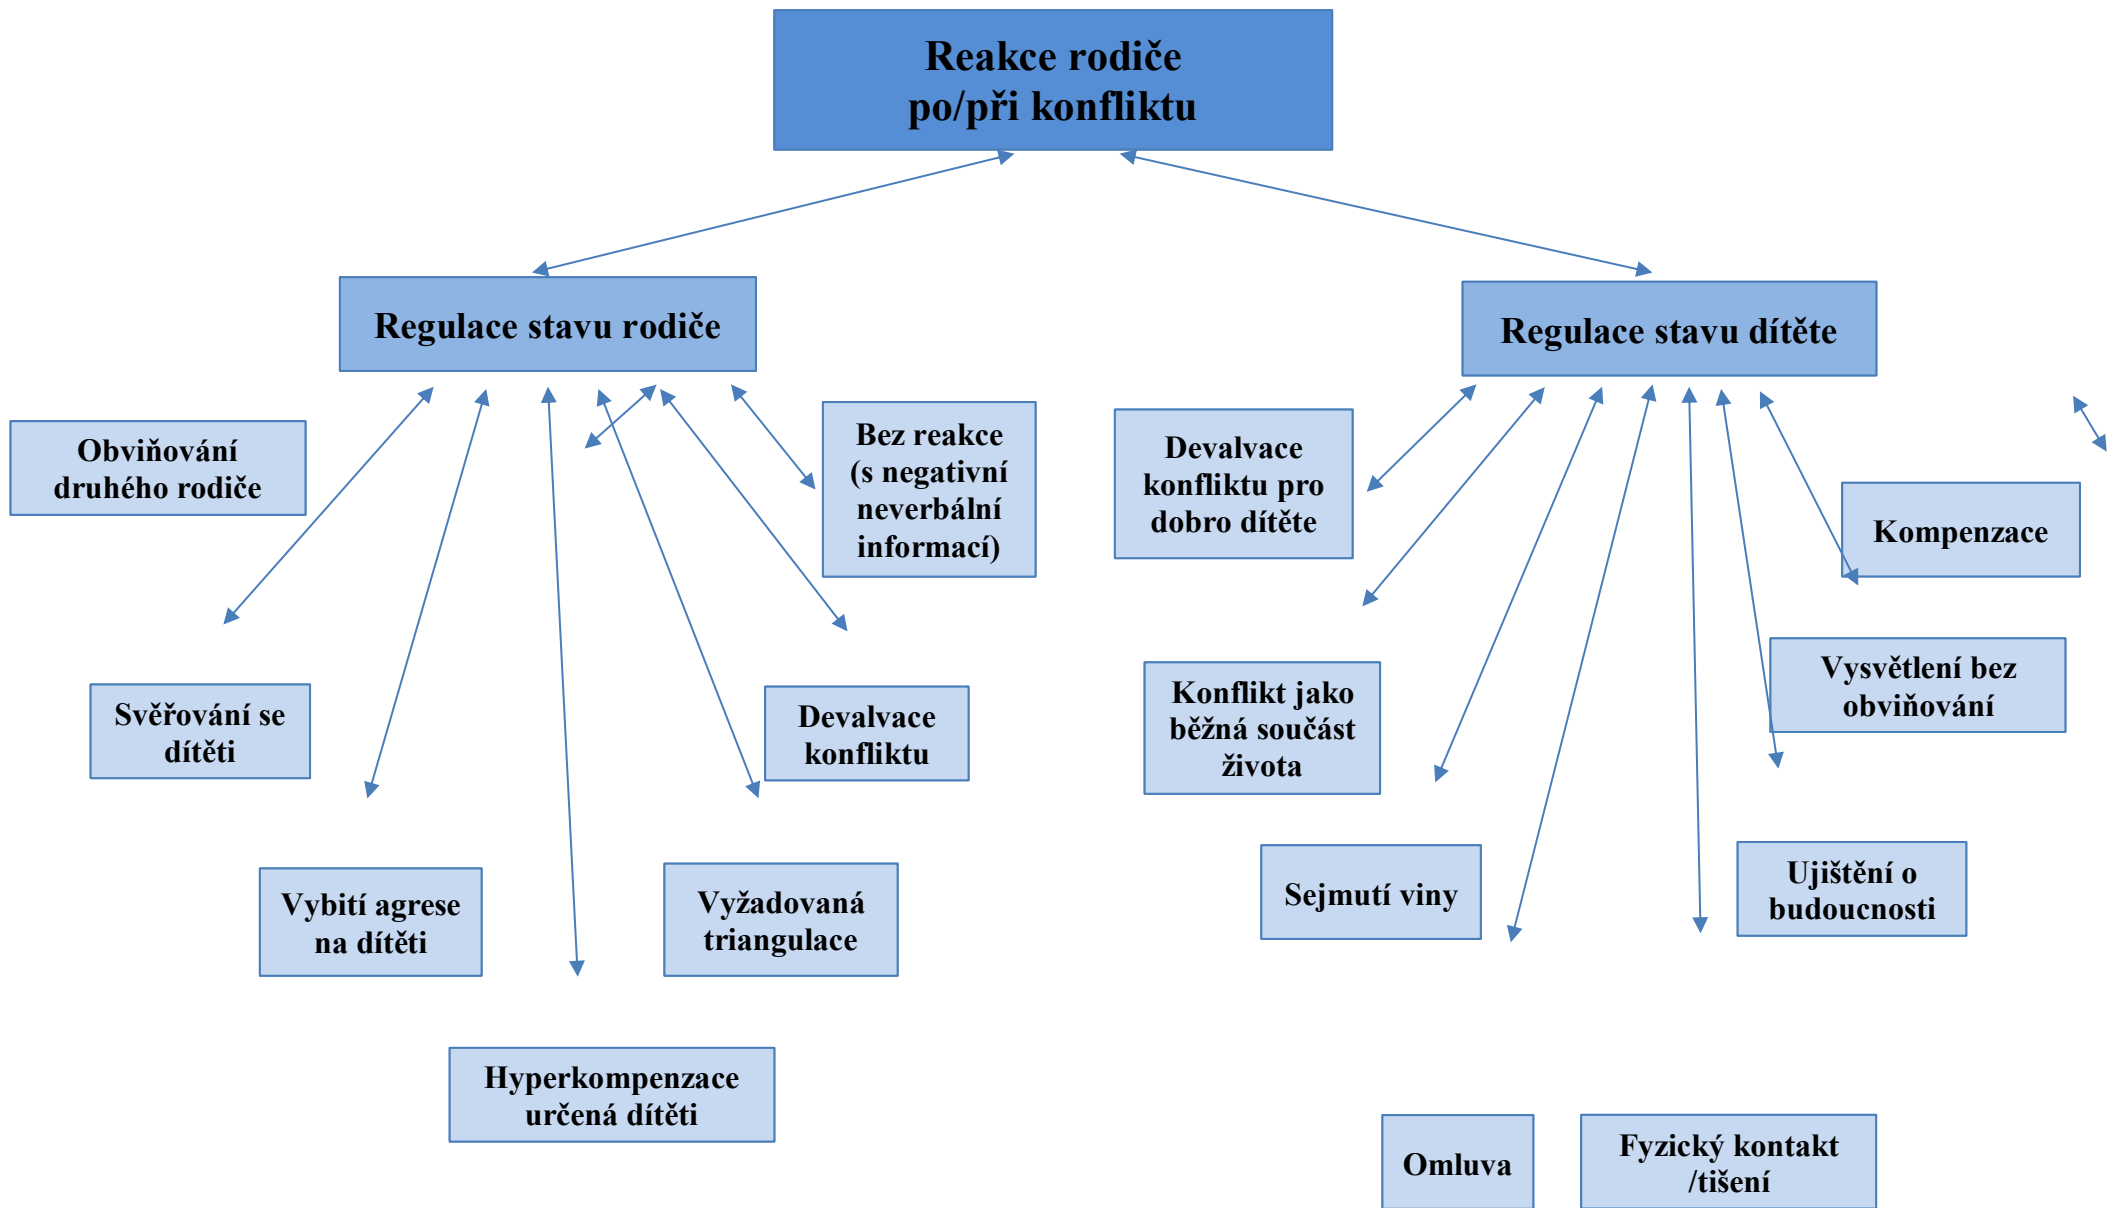 Reakce rodiče
po/při konfliktu
Regulace stavu rodiče
Regulace stavu dítěte
Obviňování
druhého rodiče
Bez reakce
(s negativní
neverbální
informací)
Devalvace
konfliktu pro
dobro dítěte
Kompenzace
Svěřování se
dítěti
Devalvace
konfliktu
Konflikt jako
běžná součást
života
Vysvětlení bez
obviňování
Vybití agrese
na dítěti
Vyžadovaná
triangulace
Sejmutí viny
Ujištění o
budoucnosti
Hyperkompenzace
určená dítěti
Omluva
Fyzický kontakt
/tišení